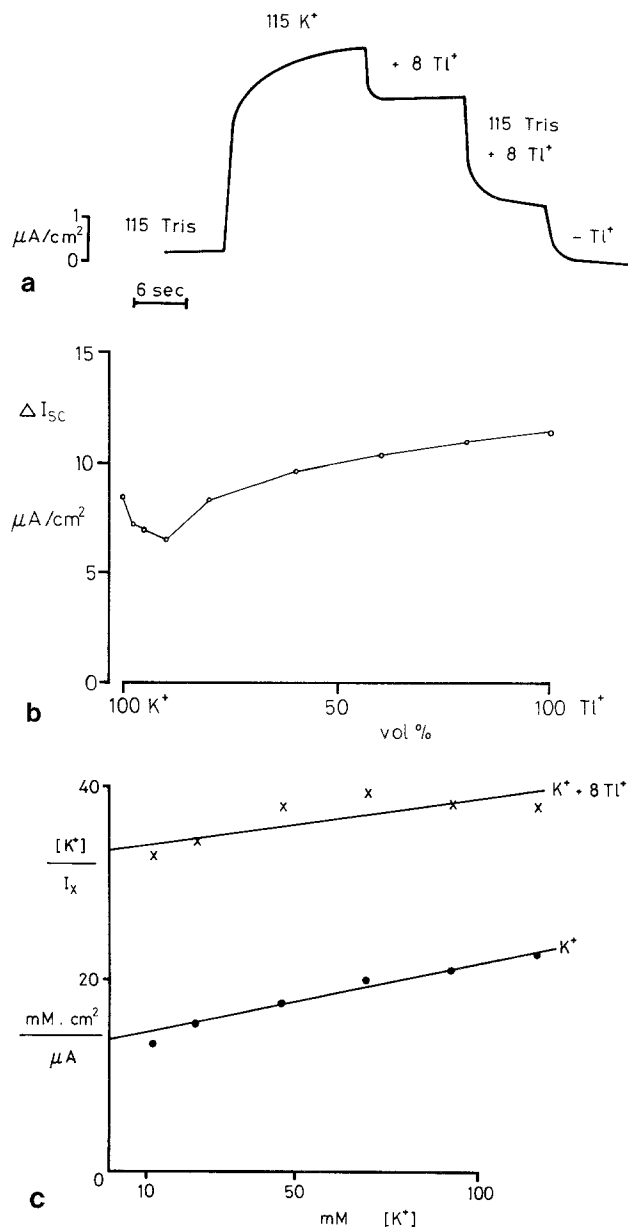 115 K⁺
+ 8 Tl⁺
115 Tris
+ 8 Tl⁺
1
μA/cm²
0
115 Tris
- Tl⁺
a
6 sec
15
Δ I_SC
10
μA/cm²
5
0
100 K⁺
50
100 Tl⁺
vol %
b
40
K⁺ + 8 Tl⁺
[K⁺]
I_X
20
K⁺
mM . cm²
μA
0
10
50
100
mM [K⁺]
c